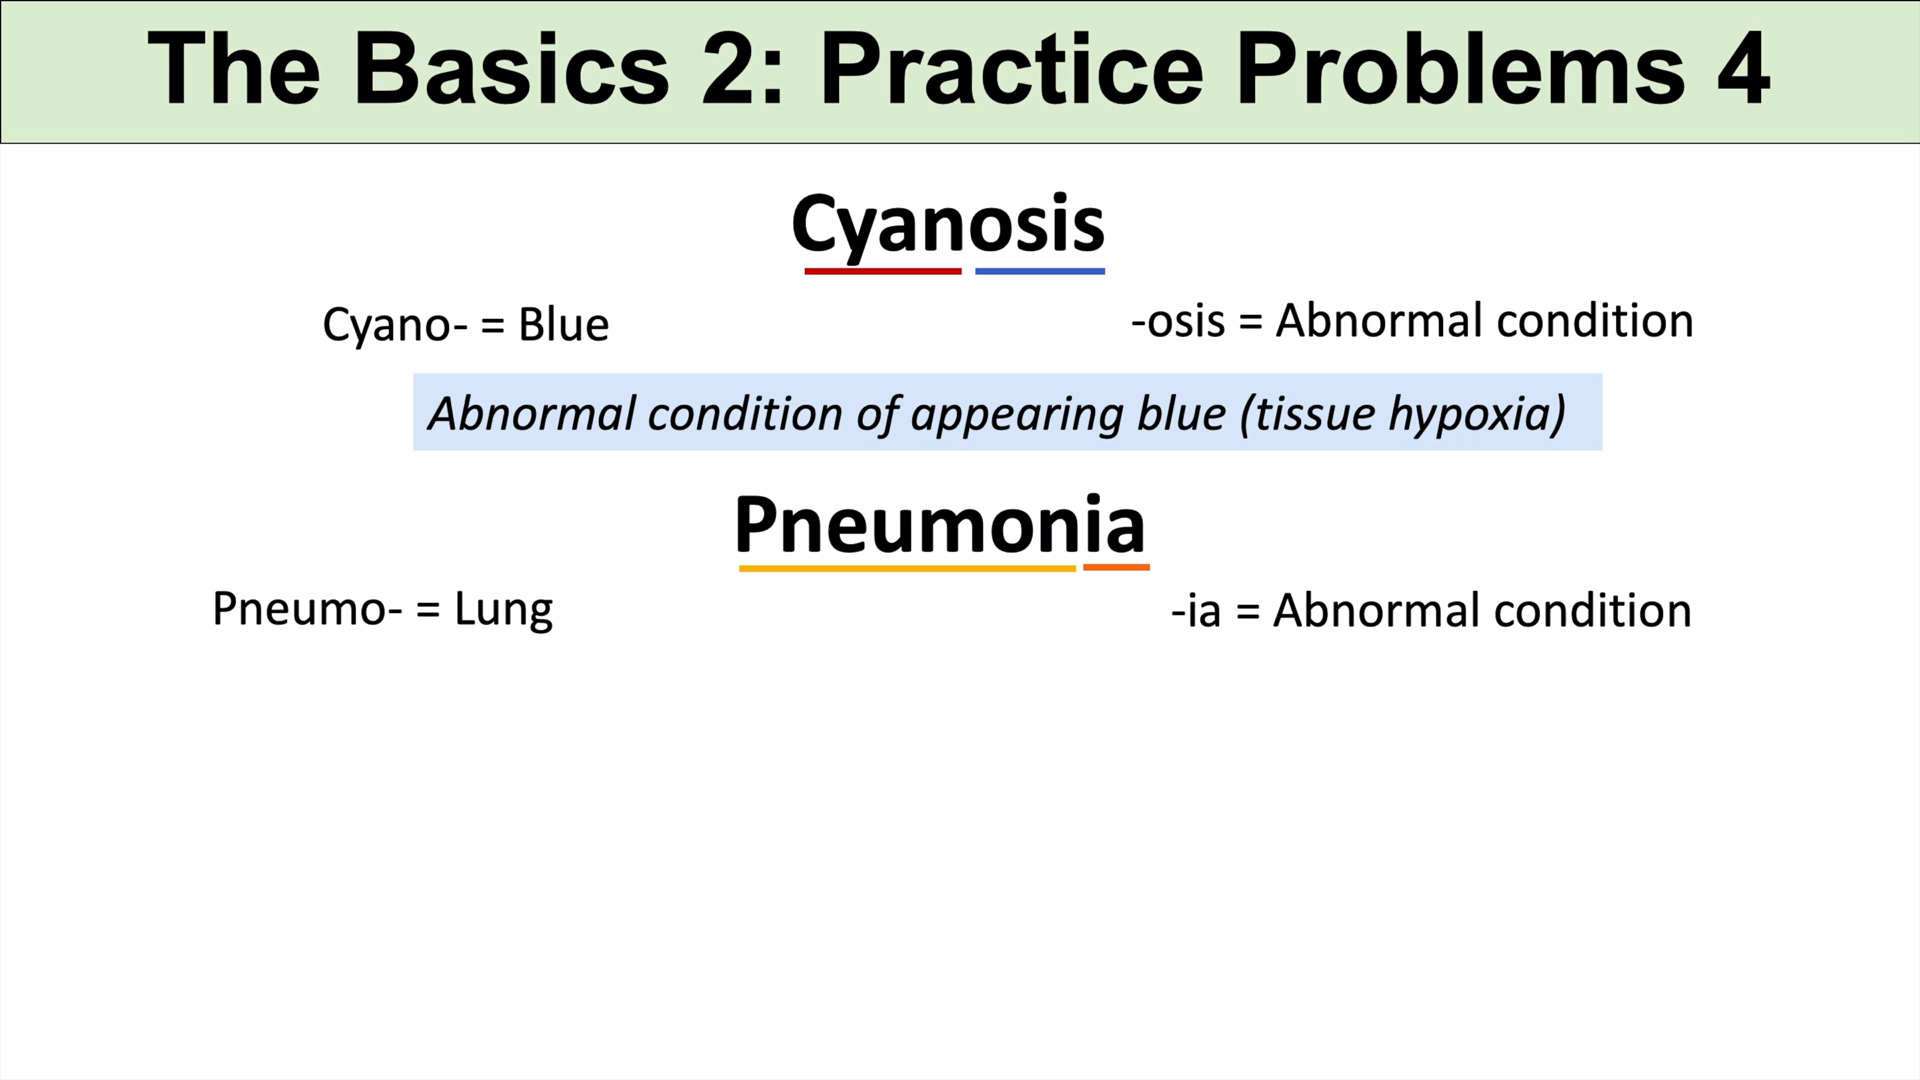 The Basics 2: Practice Problems 4
Cyanosis
Cyano- = Blue
-osis = Abnormal condition
Abnormal condition of appearing blue (tissue hypoxia)
Pneumonia
Pneumo- = Lung
-ia = Abnormal condition